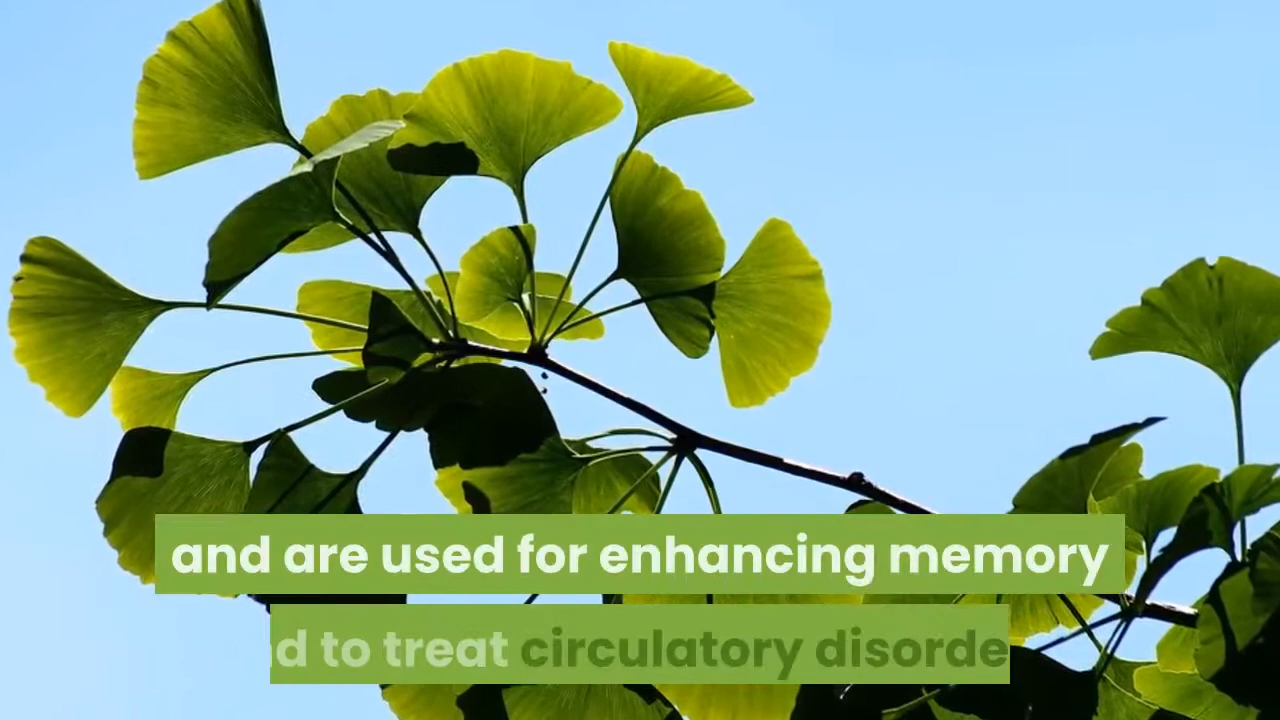 and are used for enhancing memory
d to treat circulatory disorde